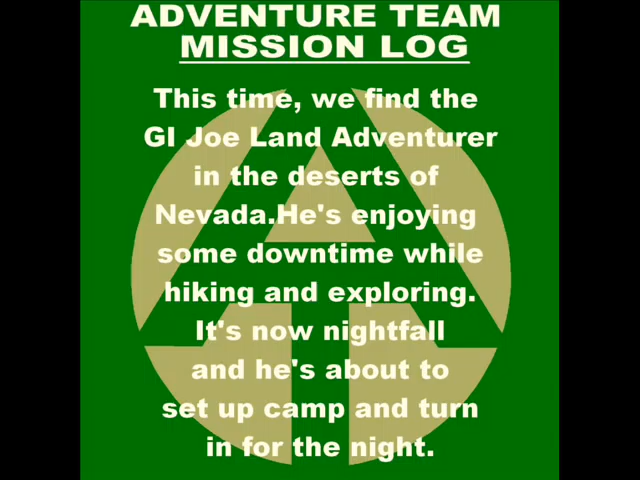 ADVENTURE TEAM
MISSION LOG
This time, we find the
GI Joe Land Adventurer
in the deserts of
Nevada.He's enjoying
some downtime while
hiking and exploring.
It's now nightfall
and he's about to
set up camp and turn
in for the night.